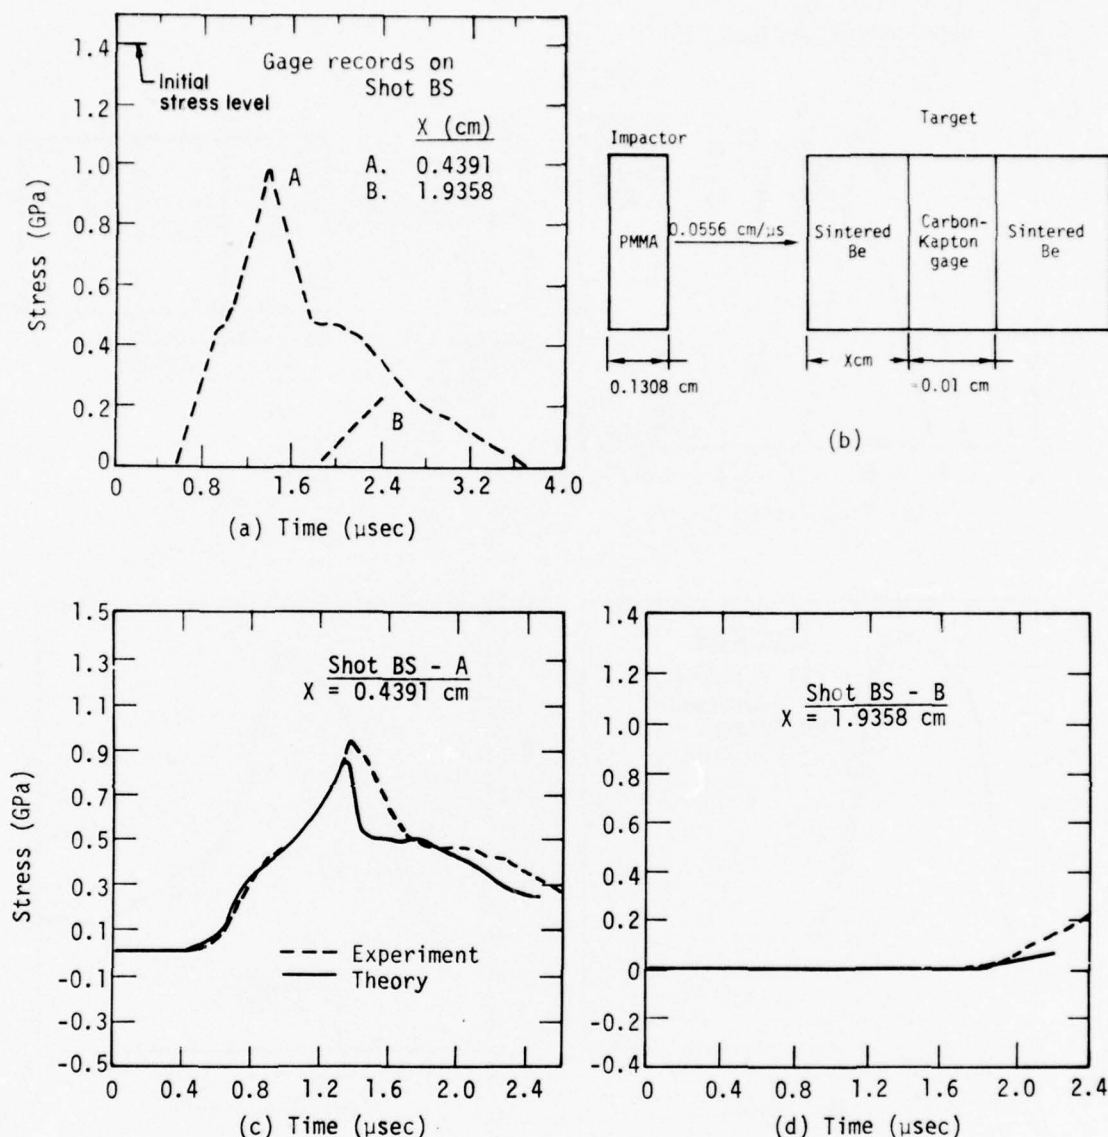 Gage records on
Shot BS
X (cm)
A. 0.4391
B. 1.9358
Initial
stress level
A
B
Stress (GPa)
1.4
1.2
1.0
0.8
0.6
0.4
0.2
0
0 0.8 1.6 2.4 3.2 4.0
(a) Time (μsec)
Target
Impactor
PMMA
0.0556 cm/μs
Sintered
Be
Carbon-
Kapton
gage
Sintered
Be
Xcm
0.1308 cm
≈0.01 cm
(b)
Shot BS - A
X = 0.4391 cm
Stress (GPa)
1.5
1.3
1.1
0.9
0.7
0.5
0.3
0.1
-0.1
-0.3
-0.5
Experiment
Theory
0 0.4 0.8 1.2 1.6 2.0 2.4
(c) Time (μsec)
Shot BS - B
X = 1.9358 cm
1.4
1.2
1.0
0.8
0.6
0.4
0.2
0
-0.2
-0.4
0 0.4 0.8 1.2 1.6 2.0 2.4
(d) Time (μsec)